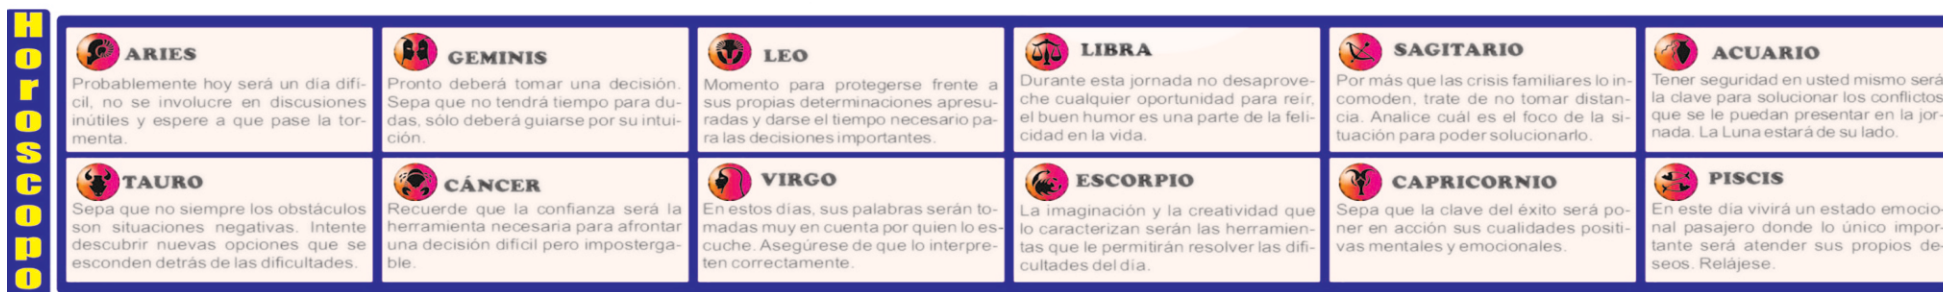 Horoscopo
ARIES
Probablemente hoy será un día difí-
cil, no se involucre en discusiones
inútiles y espere a que pase la tor-
menta.
GEMINIS
Pronto deberá tomar una decisión.
Sepa que no tendrá tiempo para du-
das, sólo deberá guiarse por su intui-
ción.
LEO
Momento para protegerse frente a
sus propias determinaciones apresu-
radas y darse el tiempo necesario pa-
ra las decisiones importantes.
LIBRA
Durante esta jornada no desaprove-
che cualquier oportunidad para reír,
el buen humor es una parte de la feli-
cidad en la vida.
SAGITARIO
Por más que las crisis familiares lo in-
comoden, trate de no tomar distan-
cia. Analice cuál es el foco de la si-
tuación para poder solucionarlo.
ACUARIO
Tener seguridad en usted mismo será
la clave para solucionar los conflictos
que se le puedan presentar en la jor-
nada. La Luna estará de su lado.
TAURO
Sepa que no siempre los obstáculos
son situaciones negativas. Intente
descubrir nuevas opciones que se
esconden detrás de las dificultades.
CÁNCER
Recuerde que la confianza será la
herramienta necesaria para afrontar
una decisión difícil pero imposterga-
ble.
VIRGO
En estos días, sus palabras serán to-
madas muy en cuenta por quien lo es-
cuche. Asegúrese de que lo interpre-
ten correctamente.
ESCORPIO
La imaginación y la creatividad que
lo caracterizan serán las herramien-
tas que le permitirán resolver las difi-
cultades del día.
CAPRICORNIO
Sepa que la clave del éxito será po-
ner en acción sus cualidades positi-
vas mentales y emocionales.
PISCIS
En este día vivirá un estado emocio-
nal pasajero donde lo único impor-
tante será atender sus propios de-
seos. Relájese.